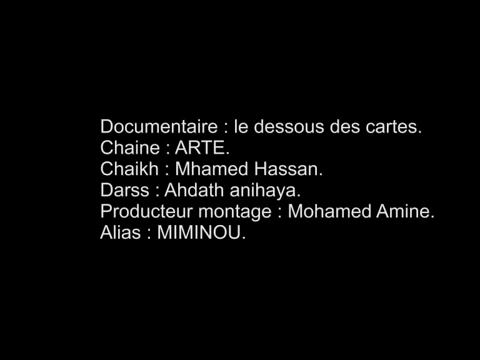 Documentaire : le dessous des cartes.
Chaine : ARTE.
Chaikh : Mhamed Hassan.
Darss : Ahdath anihaya.
Producteur montage : Mohamed Amine.
Alias : MIMINOU.